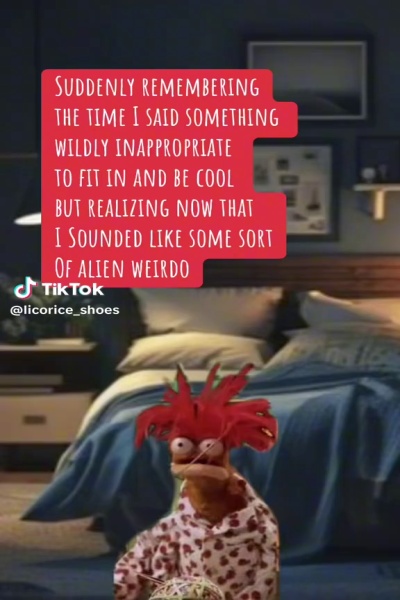 Suddenly remembering
the time I said something
wildly inappropriate
to fit in and be cool
but realizing now that
I Sounded like some sort
Of alien weirdo
TikTok
@licorice_shoes